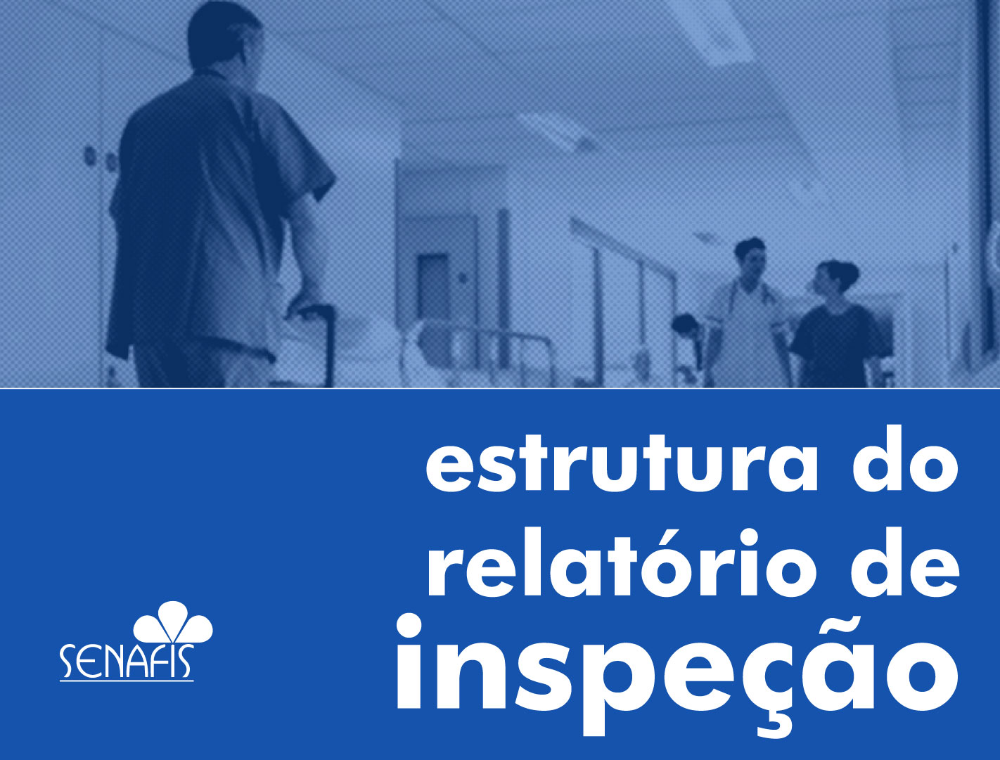 estrutura do
relatório de
inspeção
SENAFIS